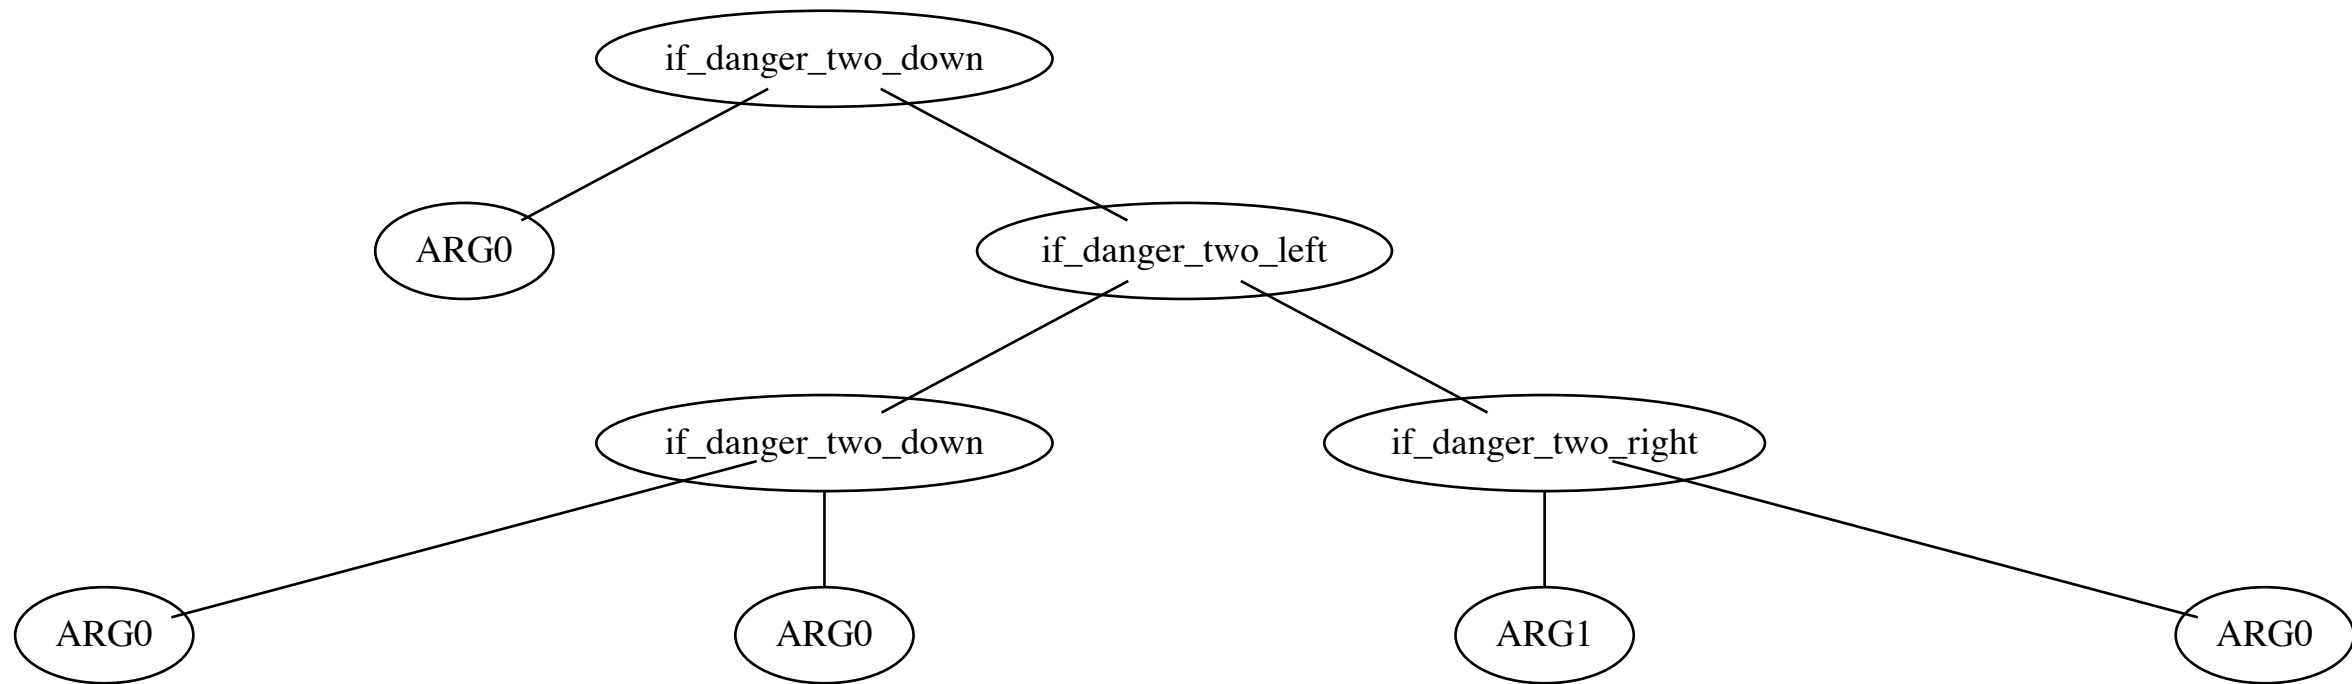 if_danger_two_down
ARG0
if_danger_two_left
if_danger_two_down
if_danger_two_right
ARG0
ARG0
ARG1
ARG0